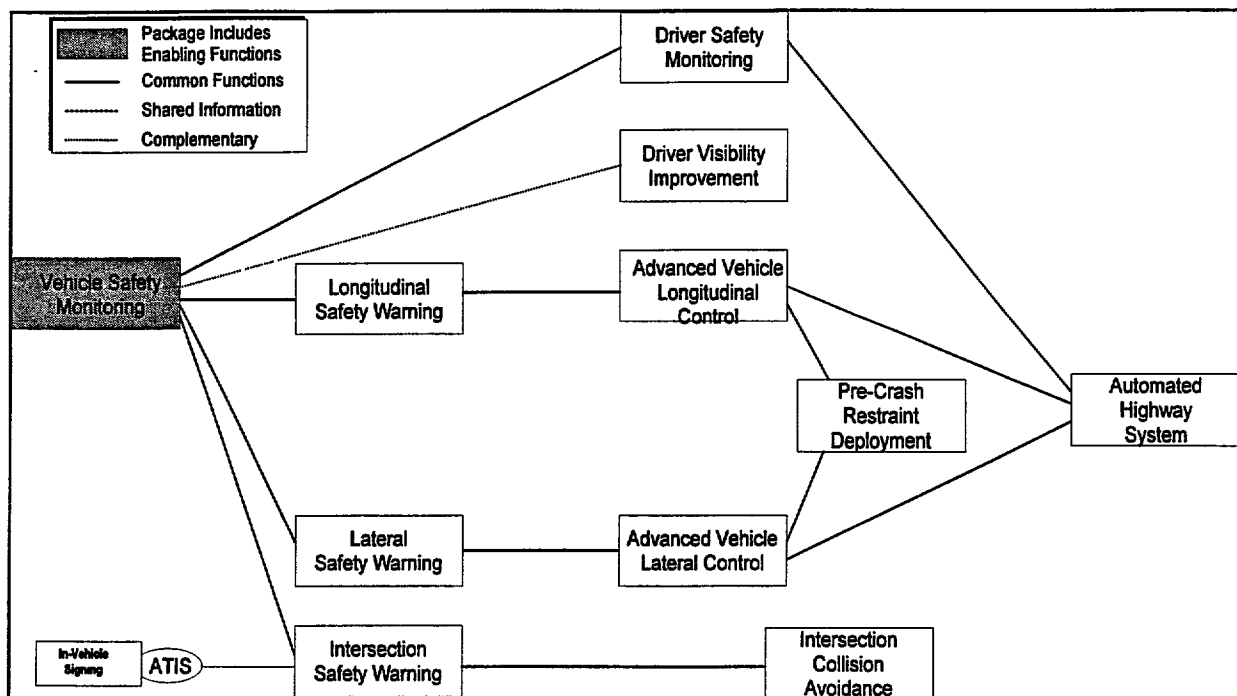 Package Includes
Enabling Functions
Common Functions
Shared Information
Complementary
Driver Safety
Monitoring
Driver Visibility
Improvement
Vehicle Safety
Monitoring
Longitudinal
Safety Warning
Advanced Vehicle
Longitudinal
Control
Pre-Crash
Restraint
Deployment
Automated
Highway
System
Lateral
Safety Warning
Advanced Vehicle
Lateral Control
In-Vehicle
Signing
ATIS
Intersection
Safety Warning
Intersection
Collision
Avoidance